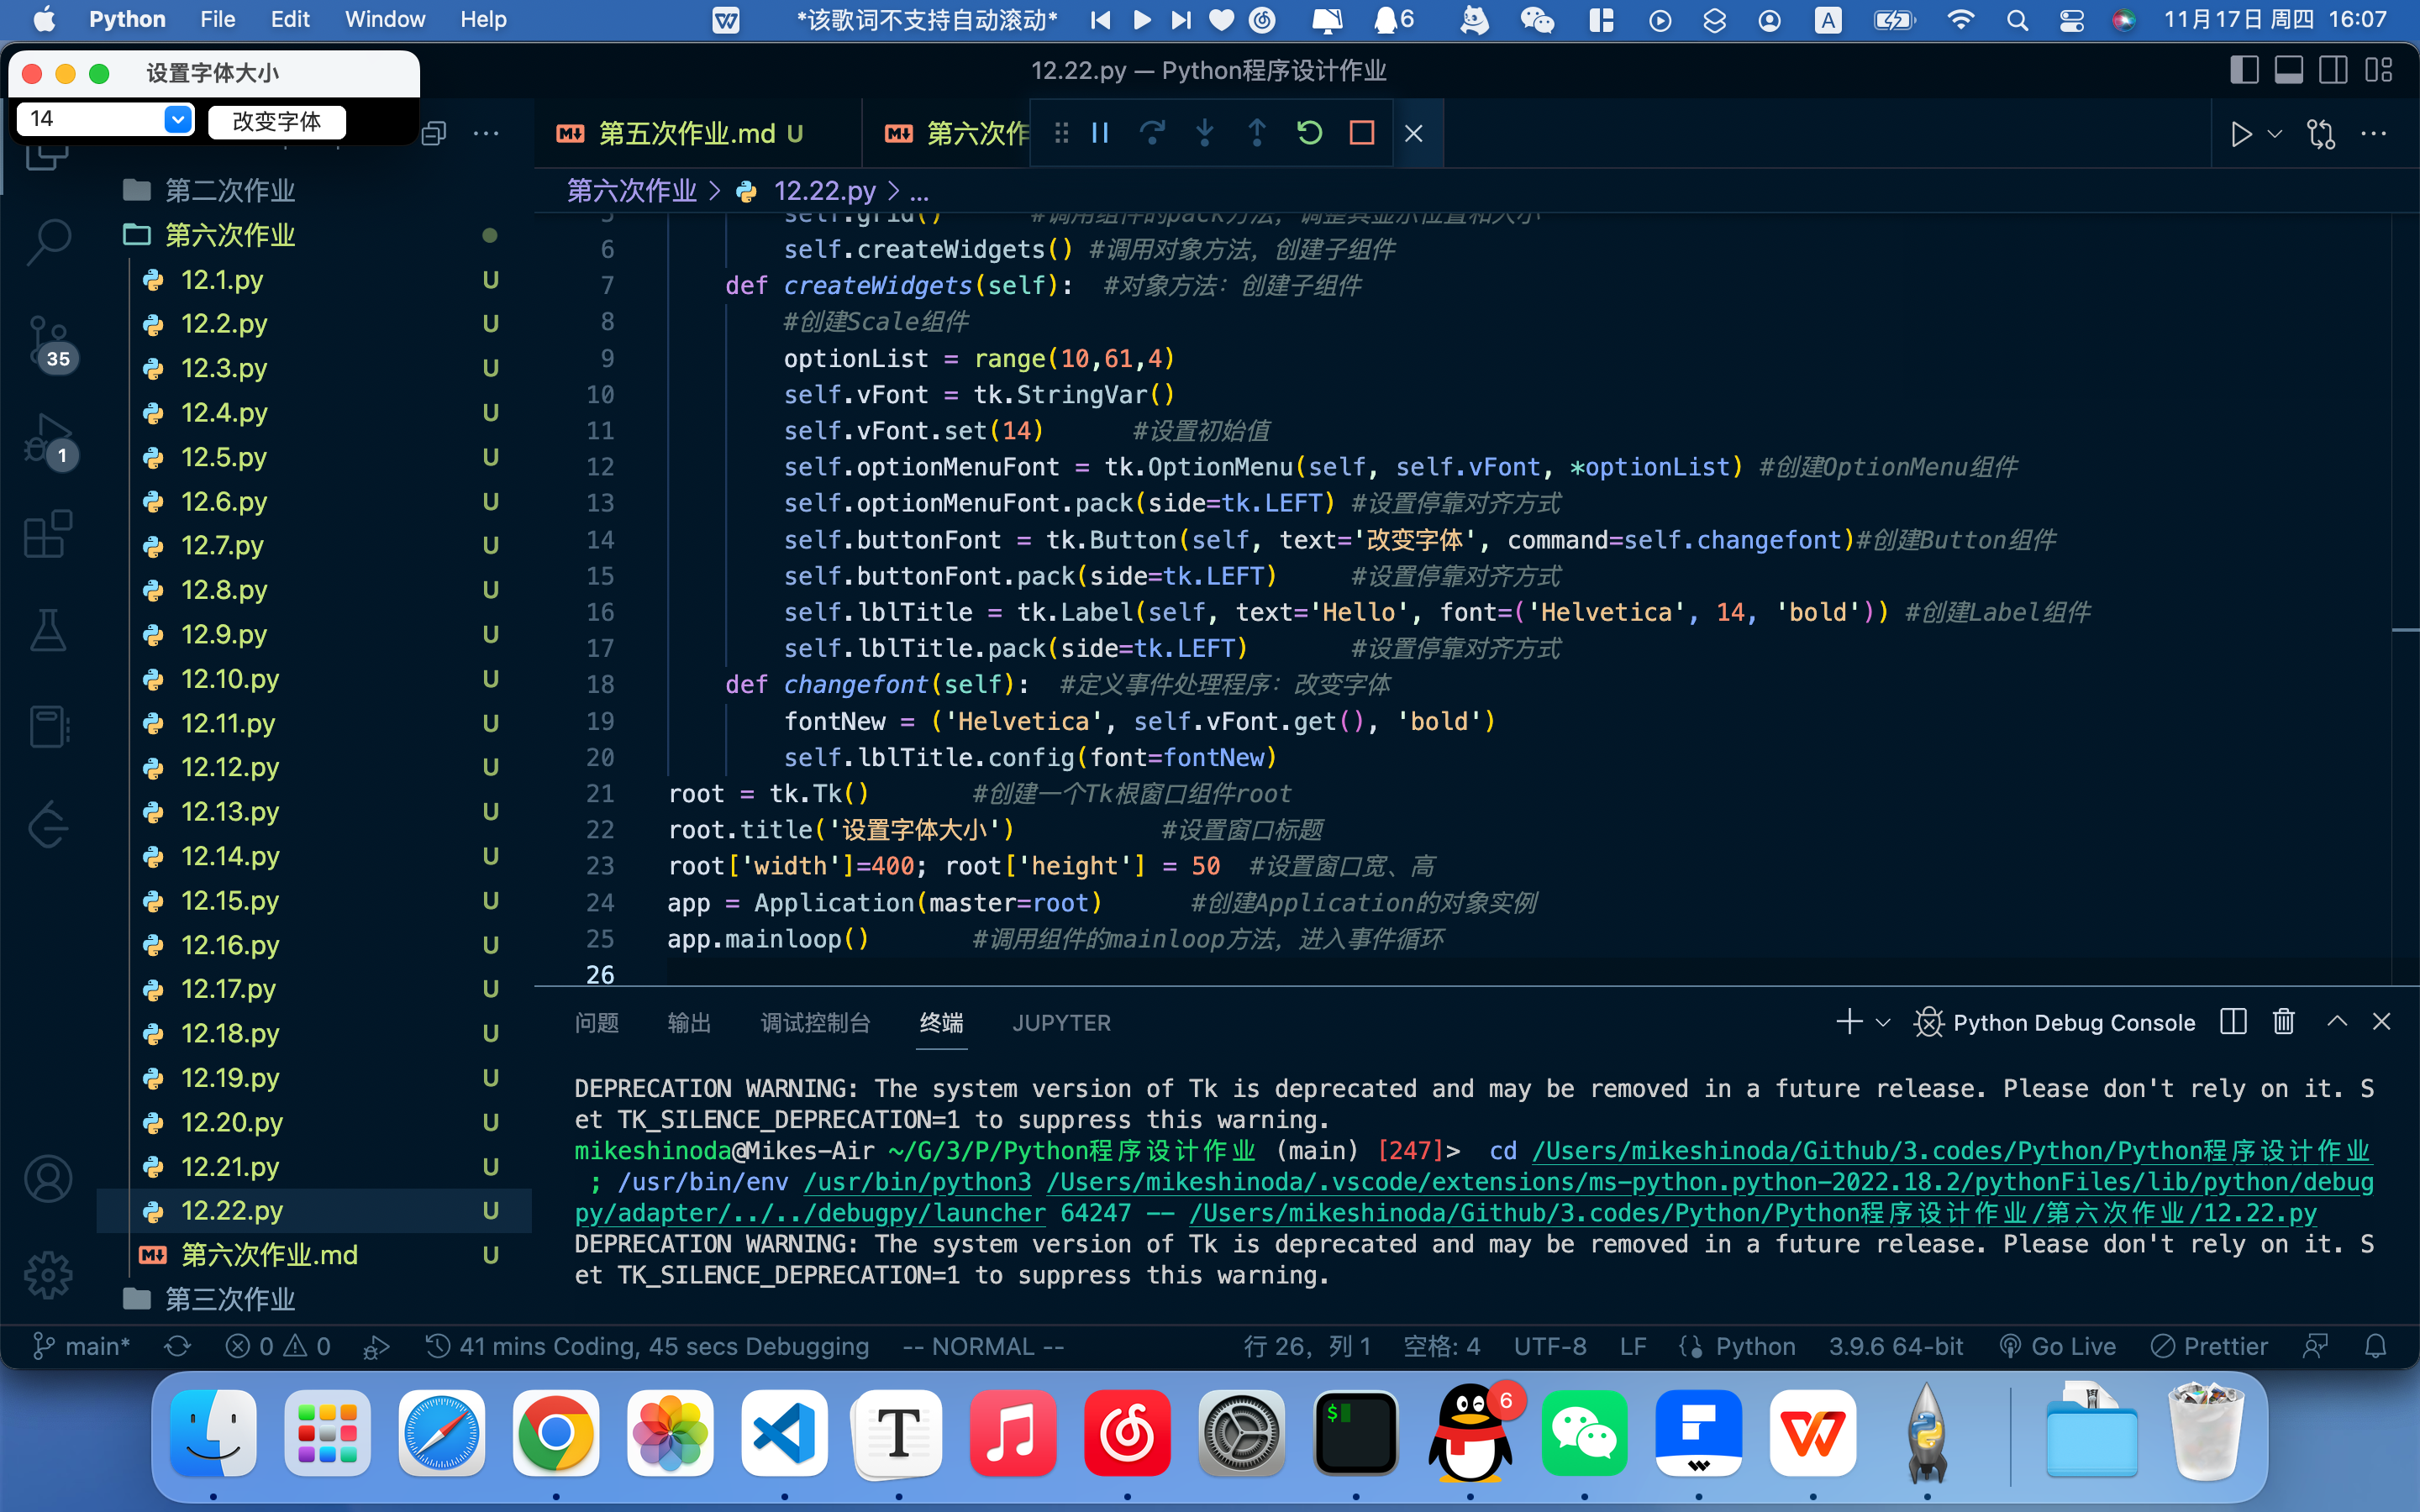 Python File Edit Window Help
*该歌词不支持自动滚动*
6
A
11月17日 周四 16:07
设置字体大小
14
改变字体
12.22.py — Python程序设计作业
第五次作业.md U
第六次作
第六次作业 > 12.22.py > ...
第二次作业
第六次作业
12.1.py U
12.2.py U
12.3.py U
12.4.py U
12.5.py U
12.6.py U
12.7.py U
12.8.py U
12.9.py U
12.10.py U
12.11.py U
12.12.py U
12.13.py U
12.14.py U
12.15.py U
12.16.py U
12.17.py U
12.18.py U
12.19.py U
12.20.py U
12.21.py U
12.22.py U
第六次作业.md U
第三次作业
35
1
5 self.grid() #调用组件的pack方法，调整其显示位置和大小
6 self.createWidgets() #调用对象方法，创建子组件
7 def createWidgets(self): #对象方法：创建子组件
8 #创建Scale组件
9 optionList = range(10,61,4)
10 self.vFont = tk.StringVar()
11 self.vFont.set(14) #设置初始值
12 self.optionMenuFont = tk.OptionMenu(self, self.vFont, *optionList) #创建OptionMenu组件
13 self.optionMenuFont.pack(side=tk.LEFT) #设置停靠对齐方式
14 self.buttonFont = tk.Button(self, text='改变字体', command=self.changefont)#创建Button组件
15 self.buttonFont.pack(side=tk.LEFT) #设置停靠对齐方式
16 self.lblTitle = tk.Label(self, text='Hello', font=('Helvetica', 14, 'bold')) #创建Label组件
17 self.lblTitle.pack(side=tk.LEFT) #设置停靠对齐方式
18 def changefont(self): #定义事件处理程序：改变字体
19 fontNew = ('Helvetica', self.vFont.get(), 'bold')
20 self.lblTitle.config(font=fontNew)
21 root = tk.Tk() #创建一个Tk根窗口组件root
22 root.title('设置字体大小') #设置窗口标题
23 root['width']=400; root['height'] = 50 #设置窗口宽、高
24 app = Application(master=root) #创建Application的对象实例
25 app.mainloop() #调用组件的mainloop方法，进入事件循环
26
问题 输出 调试控制台 终端 JUPYTER
Python Debug Console
DEPRECATION WARNING: The system version of Tk is deprecated and may be removed in a future release. Please don't rely on it. S
et TK_SILENCE_DEPRECATION=1 to suppress this warning.
mikeshinoda@Mikes-Air ~/G/3/P/Python程序设计作业 (main) [247]> cd /Users/mikeshinoda/Github/3.codes/Python/Python程序设计作业
; /usr/bin/env /usr/bin/python3 /Users/mikeshinoda/.vscode/extensions/ms-python.python-2022.18.2/pythonFiles/lib/python/debug
py/adapter/../../debugpy/launcher 64247 -- /Users/mikeshinoda/Github/3.codes/Python/Python程序设计作业/第六次作业/12.22.py
DEPRECATION WARNING: The system version of Tk is deprecated and may be removed in a future release. Please don't rely on it. S
et TK_SILENCE_DEPRECATION=1 to suppress this warning.
main* 0 0 41 mins Coding, 45 secs Debugging -- NORMAL -- 行 26，列 1 空格: 4 UTF-8 LF Python 3.9.6 64-bit Go Live Prettier
T
$
6